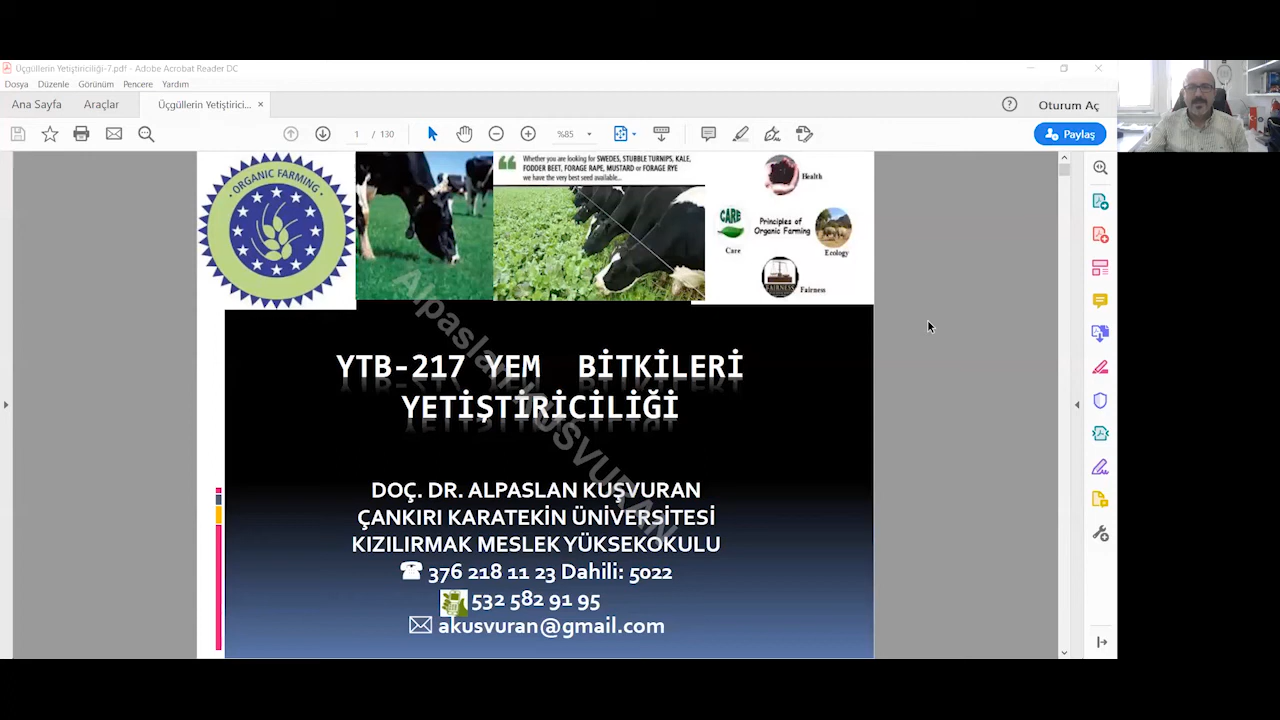 Üçgüllerin Yetiştiriciliği-7.pdf - Adobe Acrobat Reader DC
Dosya Düzenle Görünüm Pencere Yardım
Ana Sayfa Araçlar Üçgüllerin Yetiştirici... × Oturum Aç
1 / 130 %85 Paylaş
· ORGANIC FARMING ·
Whether you are looking for SWEDES, STUBBLE TURNIPS, KALE,
FODDER BEET, FORAGE RAPE, MUSTARD or FORAGE RYE
we have the very best seed available...
Health
CARE
Care
Principles of
Organic Farming
Ecology
FAIRNESS
Fairness
YTB-217 YEM BİTKİLERİ
YETİŞTİRİCİLİĞİ
DOÇ. DR. ALPASLAN KUŞVURAN
ÇANKIRI KARATEKİN ÜNİVERSİTESİ
KIZILIRMAK MESLEK YÜKSEKOKULU
☎ 376 218 11 23 Dahili: 5022
532 582 91 95
✉ akusvuran@gmail.com
lpaslan KUŞVURAN